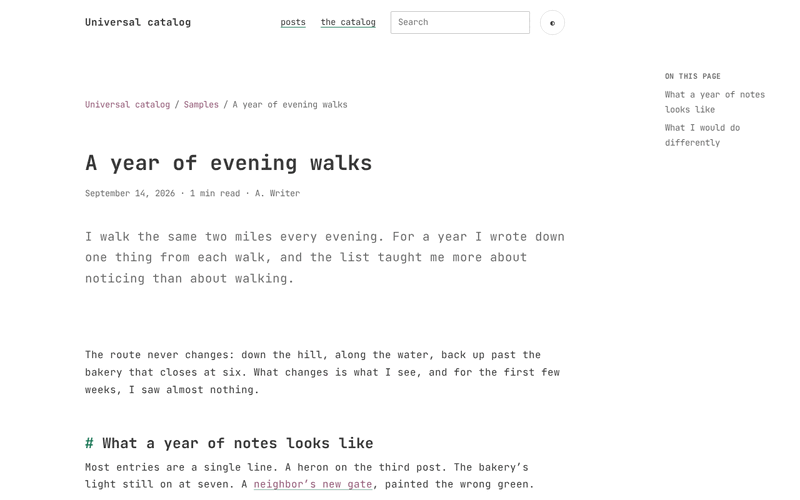 Universal catalog
posts
the catalog
Search
Universal catalog / Samples / A year of evening walks
A year of evening walks
September 14, 2026 · 1 min read · A. Writer
I walk the same two miles every evening. For a year I wrote down
one thing from each walk, and the list taught me more about
noticing than about walking.
The route never changes: down the hill, along the water, back up past the
bakery that closes at six. What changes is what I see, and for the first few
weeks, I saw almost nothing.
# What a year of notes looks like
Most entries are a single line. A heron on the third post. The bakery’s
light still on at seven. A neighbor’s new gate, painted the wrong green.
ON THIS PAGE
What a year of notes
looks like
What I would do
differently